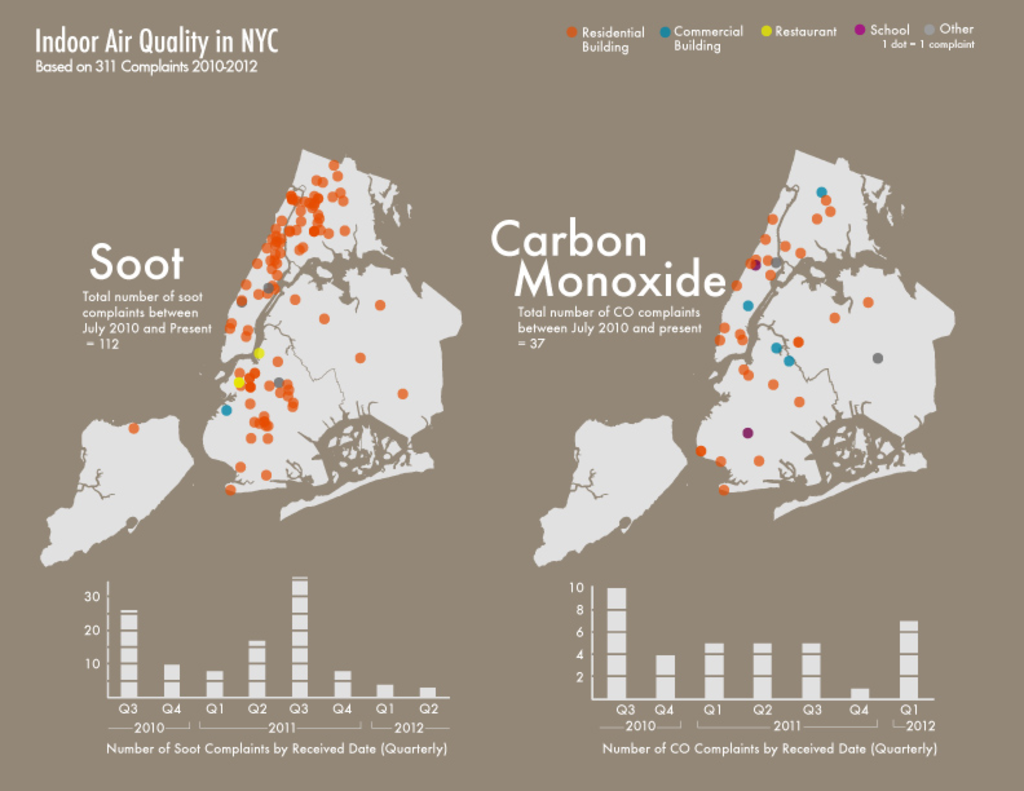 Indoor Air Quality in NYC
Based on 311 Complaints 2010-2012
Residential
Building
Commercial
Building
Restaurant
School
Other
1 dot = 1 complaint
Soot
Total number of soot
complaints between
July 2010 and Present
= 112
Carbon
Monoxide
Total number of CO complaints
between July 2010 and present
= 37
30
20
10
Q3 Q4 Q1 Q2 Q3 Q4 Q1 Q2
2010 2011 2012
Number of Soot Complaints by Received Date (Quarterly)
10
8
6
4
2
Q3 Q4 Q1 Q2 Q3 Q4 Q1
2010 2011 2012
Number of CO Complaints by Received Date (Quarterly)